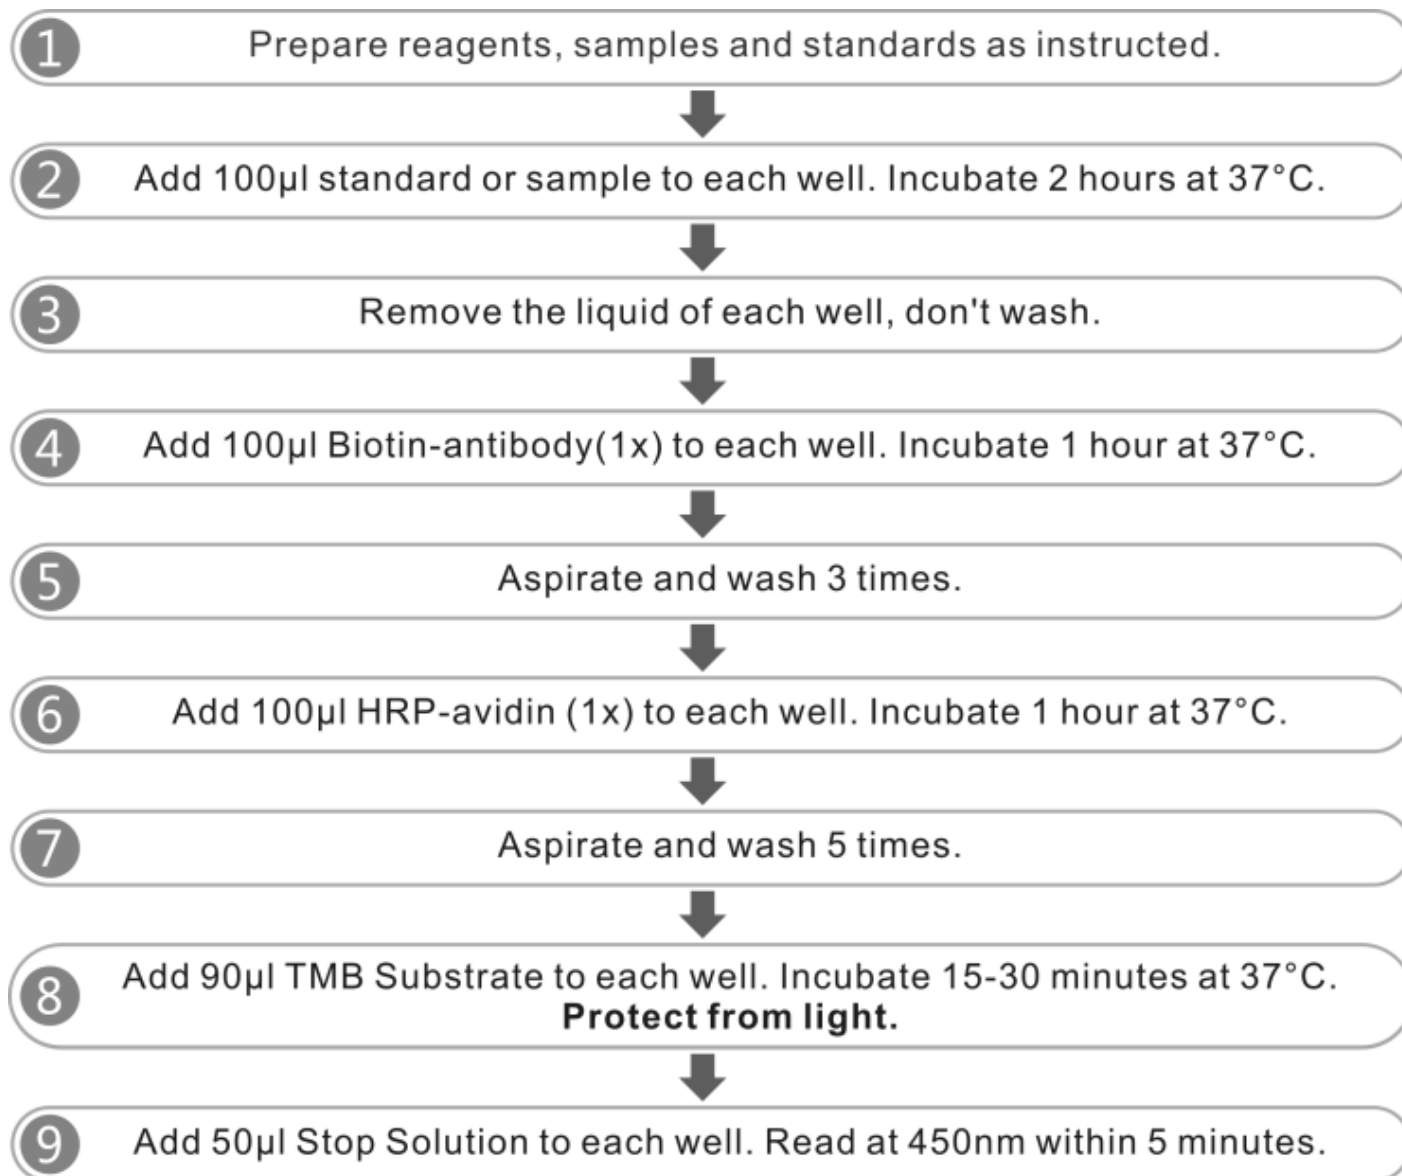 1 Prepare reagents, samples and standards as instructed.
2 Add 100µl standard or sample to each well. Incubate 2 hours at 37°C.
3 Remove the liquid of each well, don't wash.
4 Add 100µl Biotin-antibody(1x) to each well. Incubate 1 hour at 37°C.
5 Aspirate and wash 3 times.
6 Add 100µl HRP-avidin (1x) to each well. Incubate 1 hour at 37°C.
7 Aspirate and wash 5 times.
8 Add 90µl TMB Substrate to each well. Incubate 15-30 minutes at 37°C.
Protect from light.
9 Add 50µl Stop Solution to each well. Read at 450nm within 5 minutes.